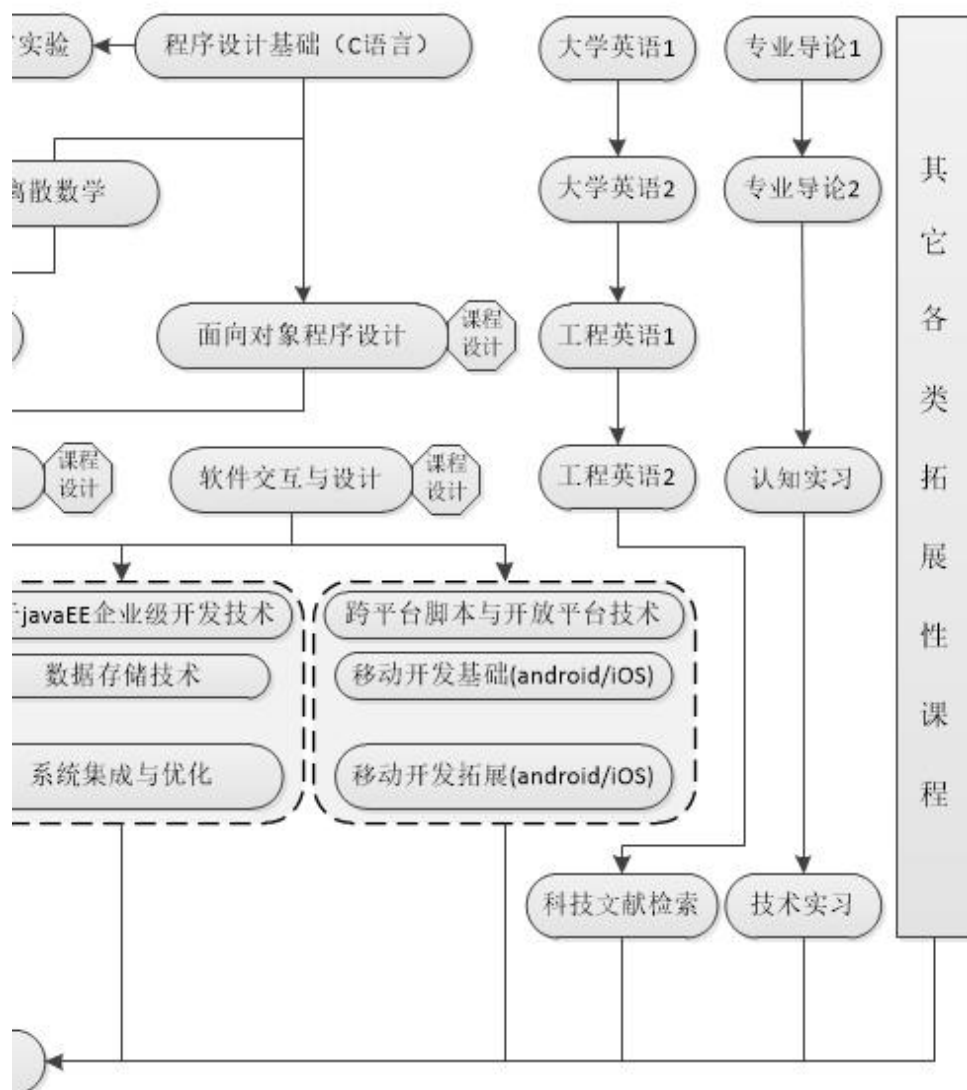 实验
程序设计基础（C语言）
大学英语1
专业导论1
离散数学
大学英语2
专业导论2
面向对象程序设计
课程
设计
工程英语1
课程
设计
软件交互与设计
课程
设计
工程英语2
认知实习
javaEE企业级开发技术
数据存储技术
系统集成与优化
跨平台脚本与开放平台技术
移动开发基础(android/iOS)
移动开发拓展(android/iOS)
科技文献检索
技术实习
其它各类拓展性课程